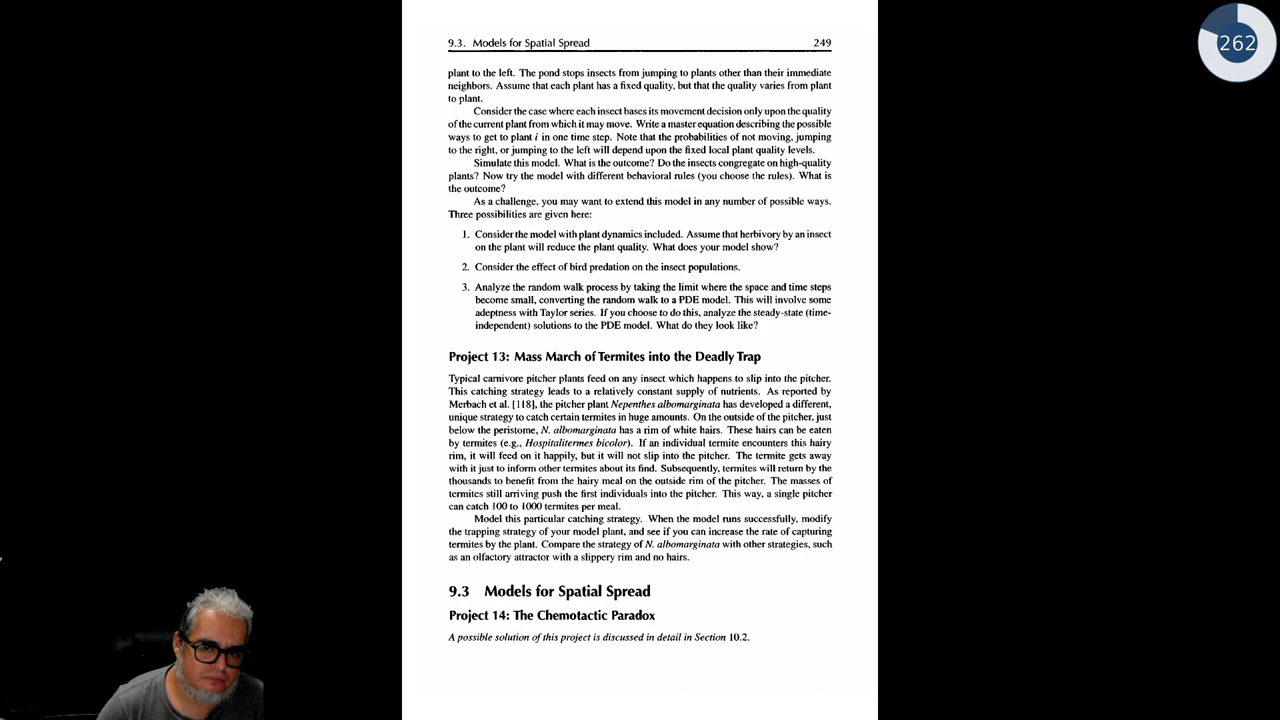 9.3. Models for Spatial Spread 249
plant to the left. The pond stops insects from jumping to plants other than their immediate
neighbors. Assume that each plant has a fixed quality, but that the quality varies from plant
to plant.
Consider the case where each insect bases its movement decision only upon the quality
of the current plant from which it may move. Write a master equation describing the possible
ways to get to plant i in one time step. Note that the probabilities of not moving, jumping
to the right, or jumping to the left will depend upon the fixed local plant quality levels.
Simulate this model. What is the outcome? Do the insects congregate on high-quality
plants? Now try the model with different behavioral rules (you choose the rules). What is
the outcome?
As a challenge, you may want to extend this model in any number of possible ways.
Three possibilities are given here:
1. Consider the model with plant dynamics included. Assume that herbivory by an insect
on the plant will reduce the plant quality. What does your model show?
2. Consider the effect of bird predation on the insect populations.
3. Analyze the random walk process by taking the limit where the space and time steps
become small, converting the random walk to a PDE model. This will involve some
adeptness with Taylor series. If you choose to do this, analyze the steady-state (time-
independent) solutions to the PDE model. What do they look like?
Project 13: Mass March of Termites into the Deadly Trap
Typical carnivore pitcher plants feed on any insect which happens to slip into the pitcher.
This catching strategy leads to a relatively constant supply of nutrients. As reported by
Merbach et al. [118], the pitcher plant Nepenthes albomarginata has developed a different,
unique strategy to catch certain termites in huge amounts. On the outside of the pitcher, just
below the peristome, N. albomarginata has a rim of white hairs. These hairs can be eaten
by termites (e.g., Hospitalitermes bicolor). If an individual termite encounters this hairy
rim, it will feed on it happily, but it will not slip into the pitcher. The termite gets away
with it just to inform other termites about its find. Subsequently, termites will return by the
thousands to benefit from the hairy meal on the outside rim of the pitcher. The masses of
termites still arriving push the first individuals into the pitcher. This way, a single pitcher
can catch 100 to 1000 termites per meal.
Model this particular catching strategy. When the model runs successfully, modify
the trapping strategy of your model plant, and see if you can increase the rate of capturing
termites by the plant. Compare the strategy of N. albomarginata with other strategies, such
as an olfactory attractor with a slippery rim and no hairs.
9.3 Models for Spatial Spread
Project 14: The Chemotactic Paradox
A possible solution of this project is discussed in detail in Section 10.2.
262